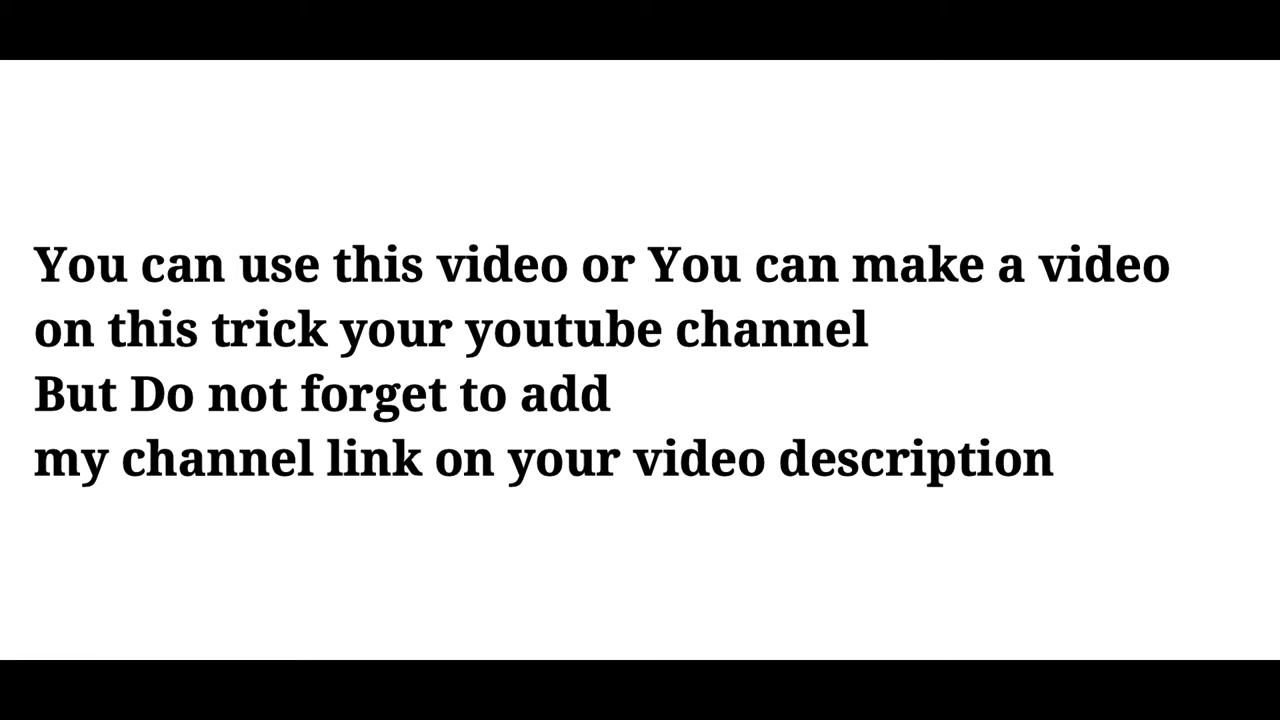 You can use this video or You can make a video
on this trick your youtube channel
But Do not forget to add
my channel link on your video description